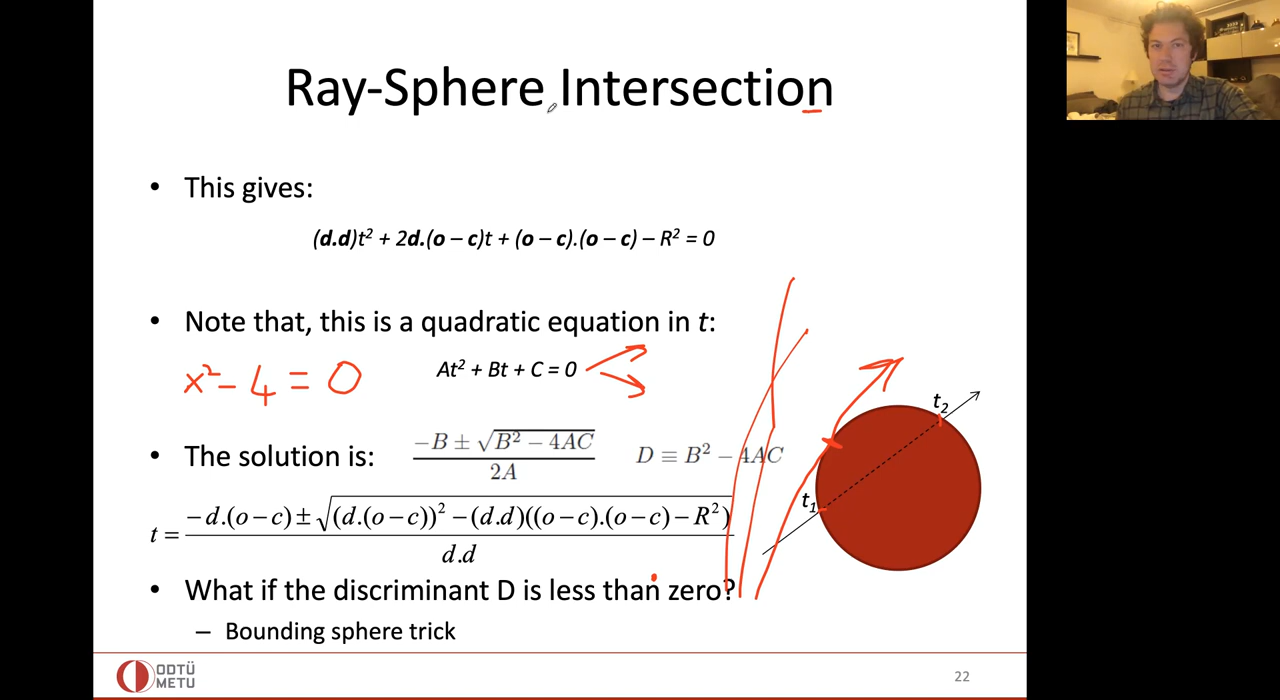 Ray-Sphere Intersection
• This gives:
(d.d)t² + 2d.(o – c)t + (o – c).(o – c) – R² = 0
• Note that, this is a quadratic equation in t:
x² - 4 = 0
At² + Bt + C = 0
t₂
• The solution is:
-B ± √(B² - 4AC) / 2A
D ≡ B² - 4AC
t₁
t = (-d.(o-c) ± √((d.(o-c))² - (d.d)((o-c).(o-c) - R²))) / d.d
• What if the discriminant D is less than zero?
– Bounding sphere trick
ODTÜ
METU
22